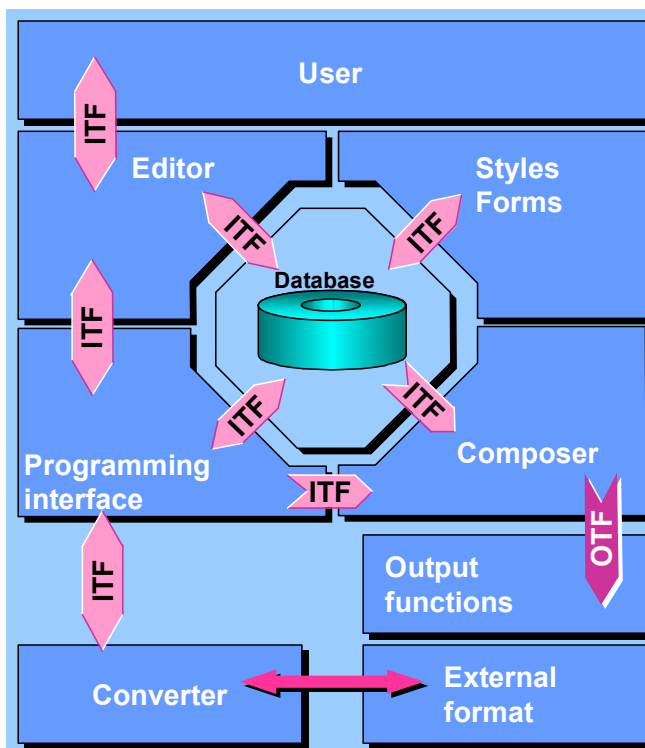 User
ITF
Editor
Styles
Forms
ITF
ITF
Database
ITF
ITF
ITF
Programming
interface
Composer
ITF
OTF
ITF
Output
functions
Converter
External
format